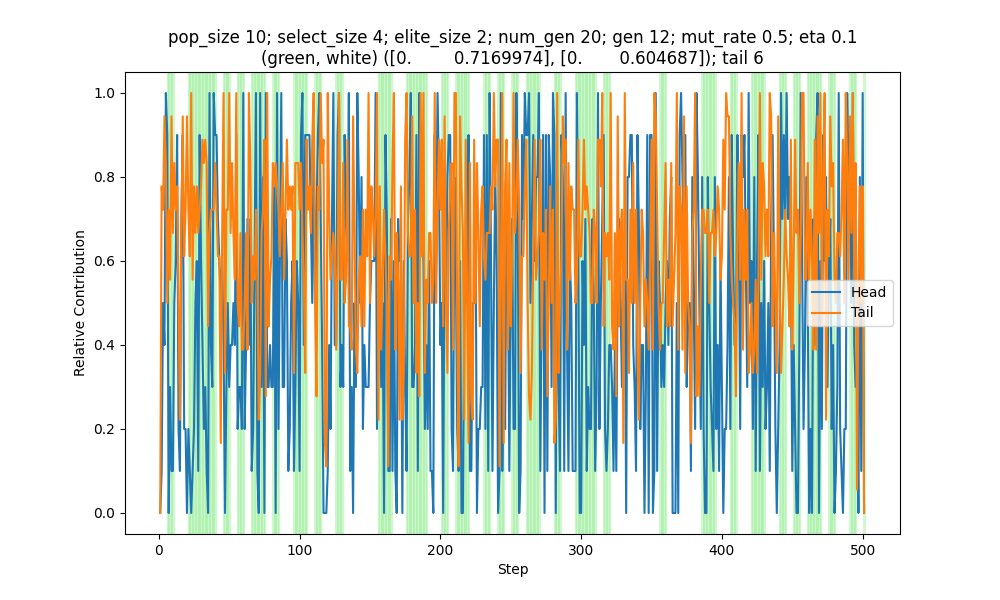 pop_size 10; select_size 4; elite_size 2; num_gen 20; gen 12; mut_rate 0.5; eta 0.1
(green, white) ([0.        0.7169974], [0.       0.604687]); tail 6
1.0
0.8
0.6
0.4
0.2
0.0
Relative Contribution
Head
Tail
0
100
200
300
400
500
Step